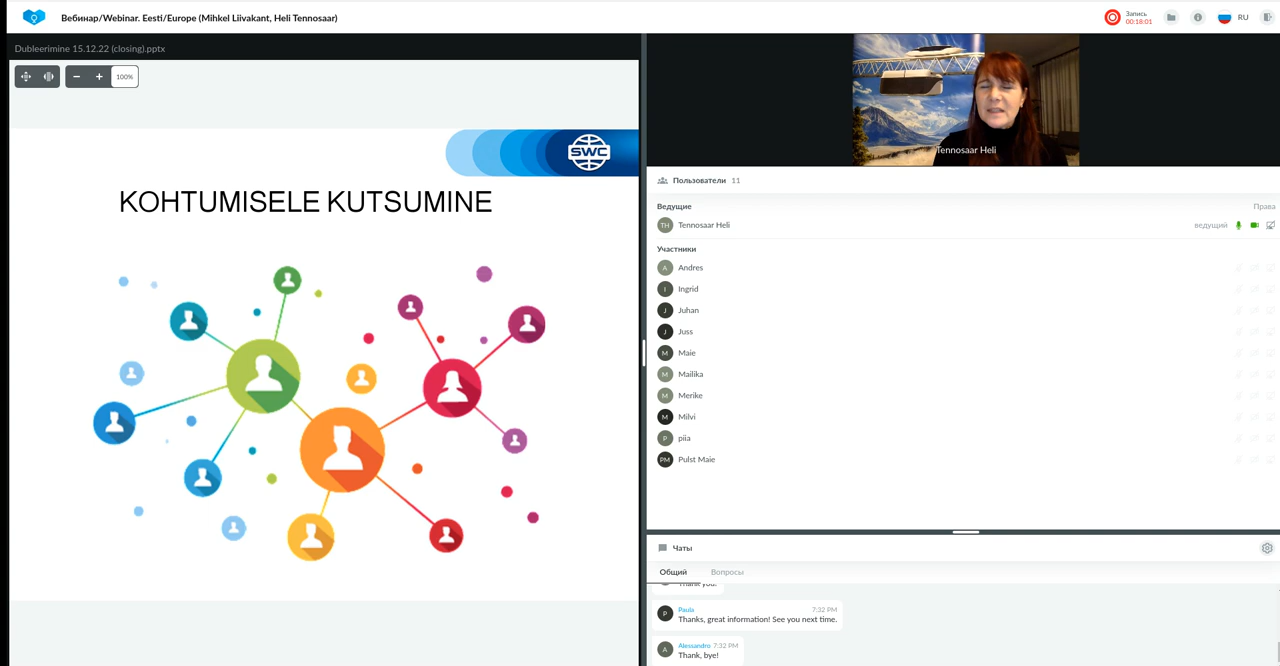 Вебинар/Webinar. Eesti/Europe (Mihkel Liivakant, Heli Tennosaar)
Запись
00:18:01
RU
Dubleerimine 15.12.22 (closing).pptx
100%
SWC
KOHTUMISELE KUTSUMINE
Tennosaar Heli
Пользователи 11
Ведущие
Права
TH Tennosaar Heli
ведущий
Участники
A Andres
I Ingrid
J Juhan
J Juss
M Maie
M Mailika
M Merike
M Milvi
P piia
PM Pulst Maie
Чаты
Общий
Вопросы
Thank you.
P Paula 7:32 PM
Thanks, great information! See you next time.
A Alessandro 7:32 PM
Thank, bye!